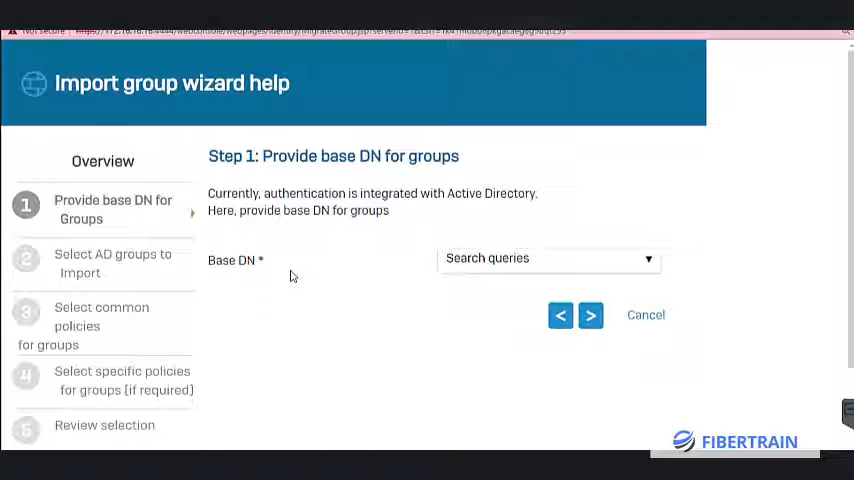 Not secure
Import group wizard help
Overview
1
Provide base DN for
Groups
2
Select AD groups to
Import
3
Select common
policies
for groups
4
Select specific policies
for groups (if required)
5
Review selection
Step 1: Provide base DN for groups
Currently, authentication is integrated with Active Directory.
Here, provide base DN for groups
Base DN *
Search queries
< > Cancel
FIBERTRAIN